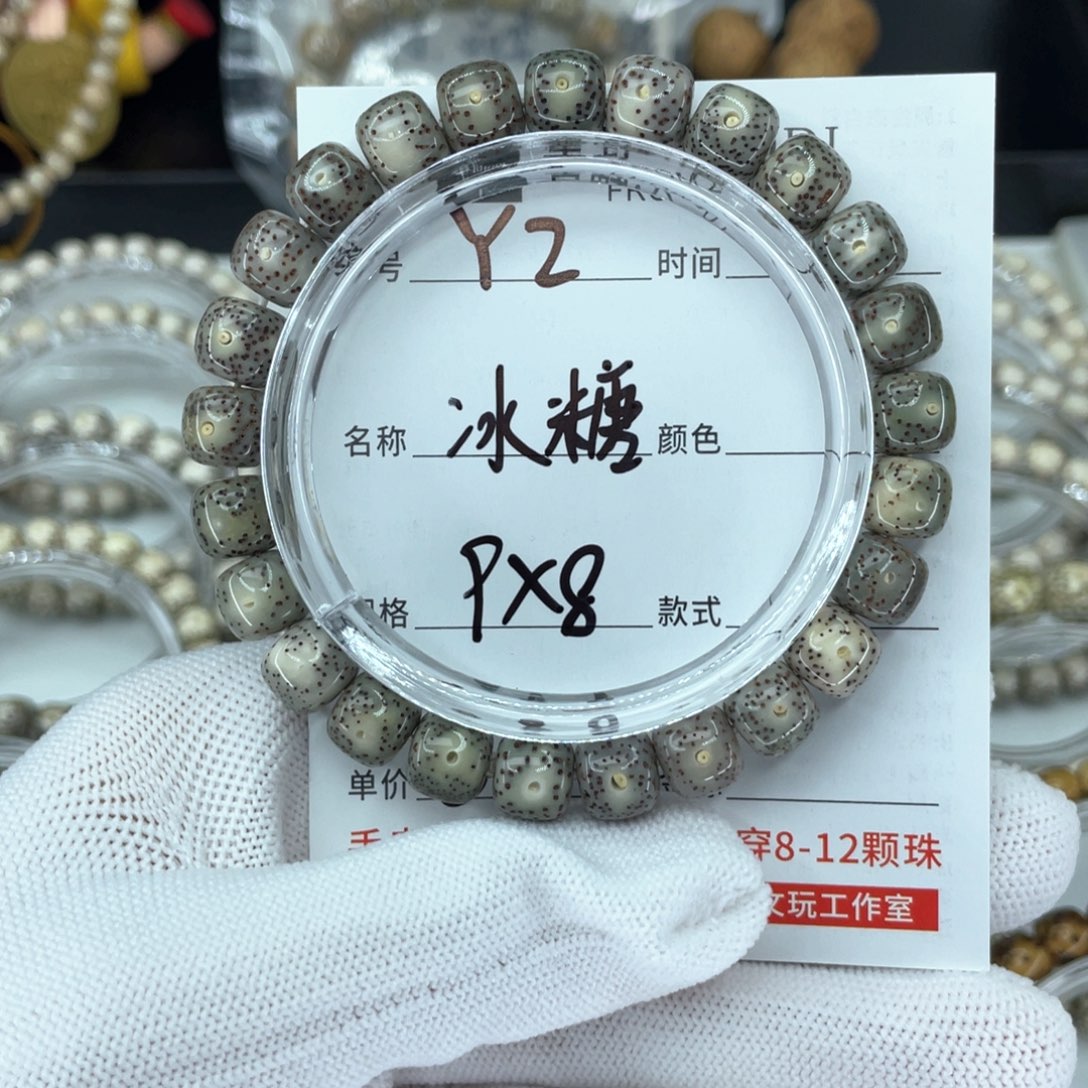 号 Y2 时间
名称 冰糖 颜色
格 PX8 款式
单价
穿8-12颗珠
文玩工作室